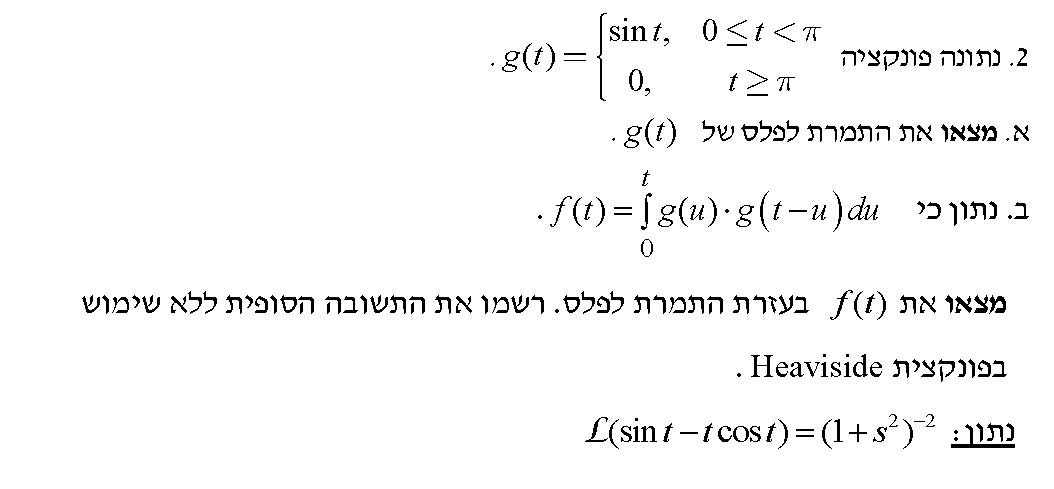 2. נתונה פונקציה g(t) = { sin t, 0 ≤ t < π ; 0, t ≥ π .
א. מצאו את התמרת לפלס של g(t) .
ב. נתון כי f(t) = ∫₀ᵗ g(u)·g(t−u)du .
מצאו את f(t) בעזרת התמרת לפלס. רשמו את התשובה הסופית ללא שימוש
בפונקצית Heaviside .
נתון: ℒ(sin t − t cos t) = (1+s²)⁻²